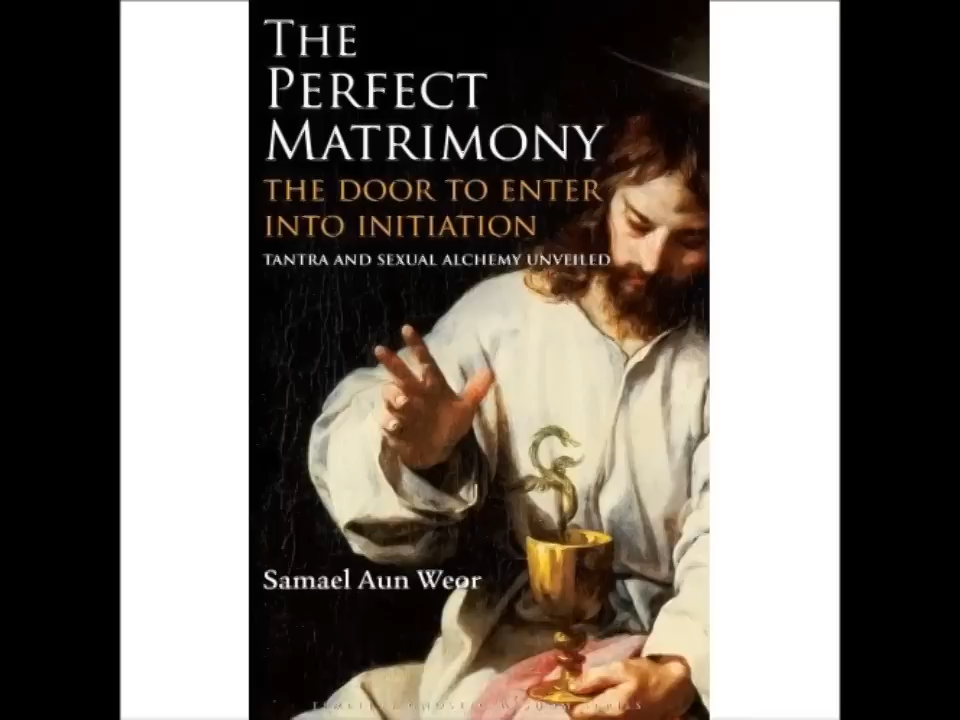 THE
PERFECT
MATRIMONY
THE DOOR TO ENTER
INTO INITIATION
TANTRA AND SEXUAL ALCHEMY UNVEILED
Samael Aun Weor